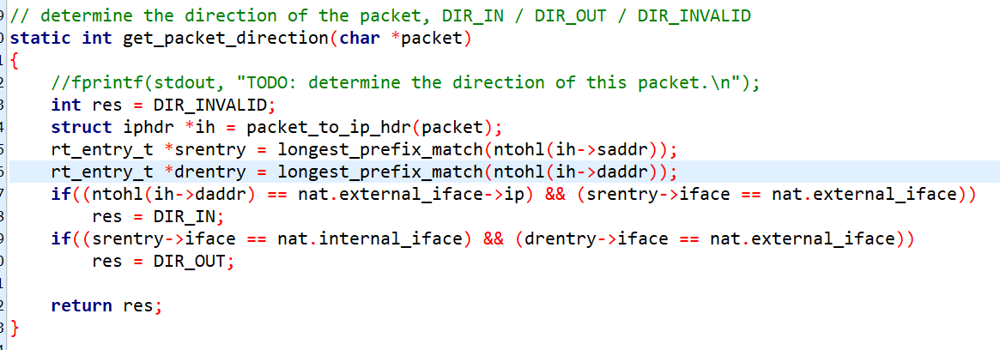 // determine the direction of the packet, DIR_IN / DIR_OUT / DIR_INVALID
static int get_packet_direction(char *packet)
{
    //fprintf(stdout, "TODO: determine the direction of this packet.\n");
    int res = DIR_INVALID;
    struct iphdr *ih = packet_to_ip_hdr(packet);
    rt_entry_t *srentry = longest_prefix_match(ntohl(ih->saddr));
    rt_entry_t *drentry = longest_prefix_match(ntohl(ih->daddr));
    if((ntohl(ih->daddr) == nat.external_iface->ip) && (srentry->iface == nat.external_iface))
        res = DIR_IN;
    if((srentry->iface == nat.internal_iface) && (drentry->iface == nat.external_iface))
        res = DIR_OUT;

    return res;
}